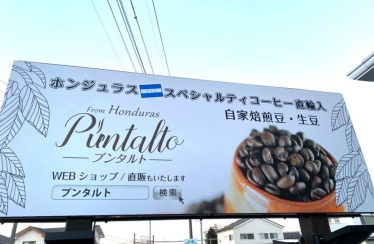 ホンジュラス スペシャルティコーヒー直輸入
自家焙煎豆・生豆
From Honduras
Puntalto
プンタルト
WEBショップ / 直販もいたします
プンタルト 検索